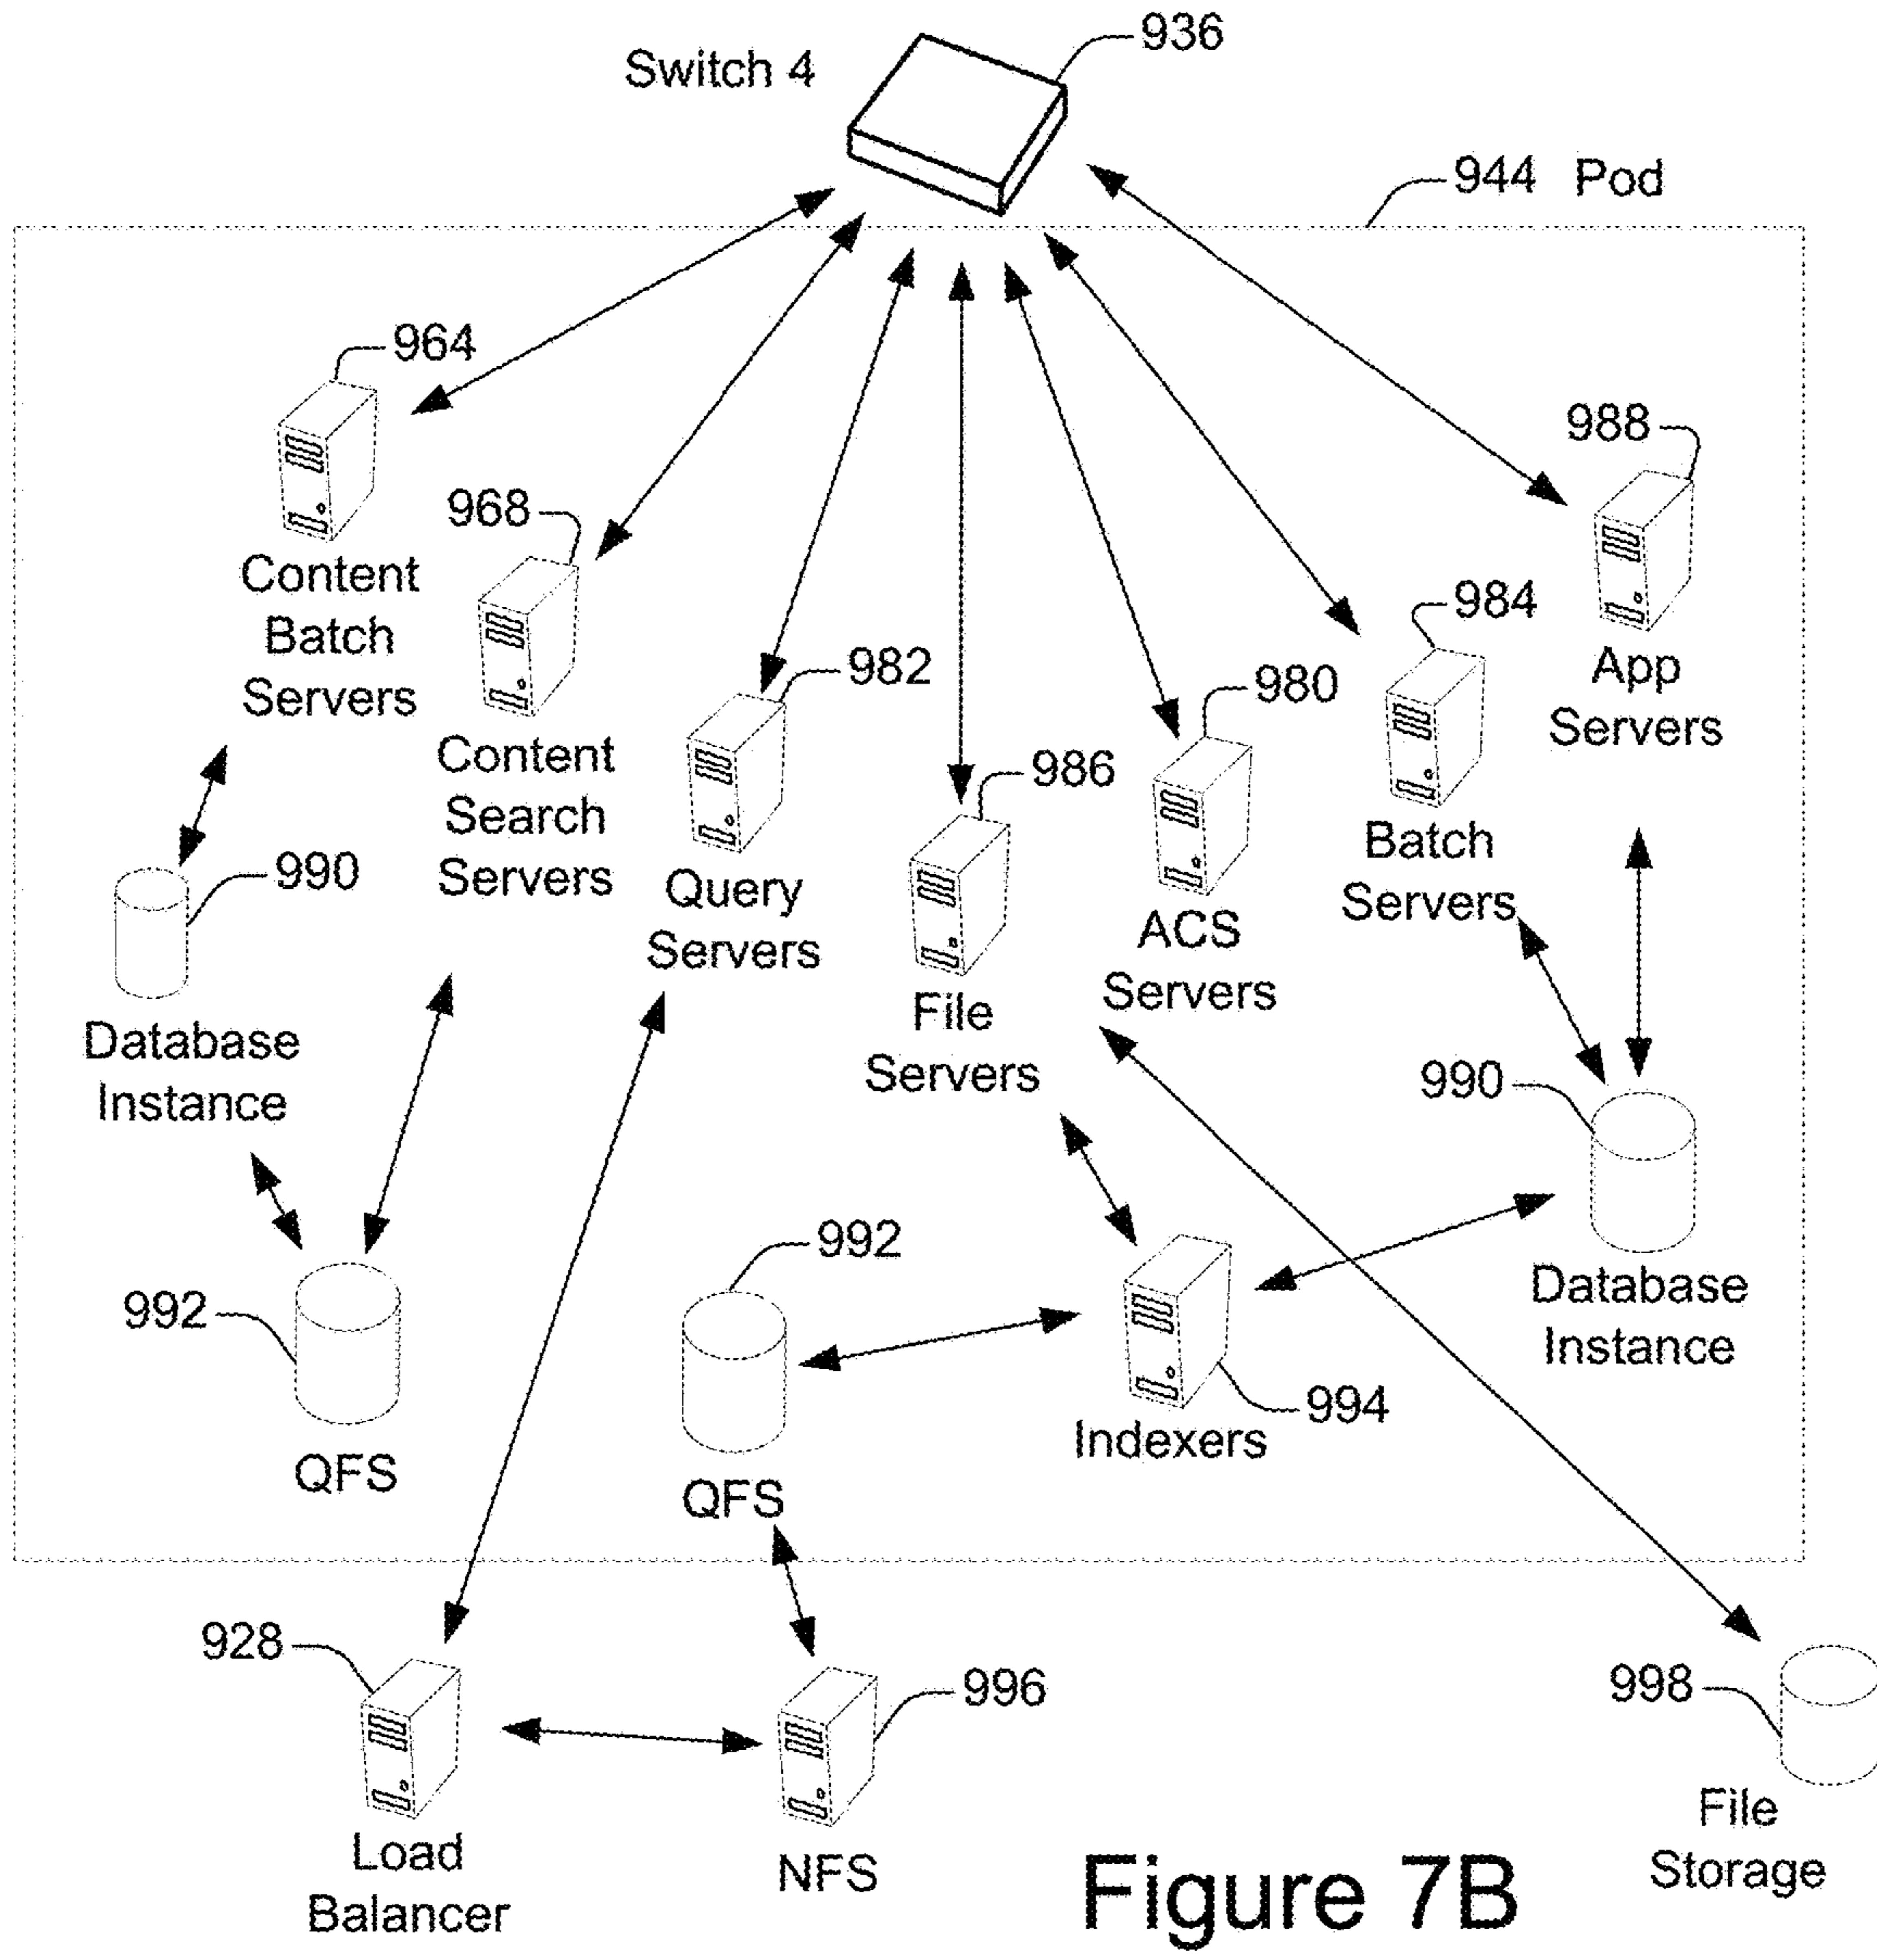 936
Switch 4
944 Pod
964
988
968
Content
Batch
Servers
984
982
980
App
Servers
Content
Search
Servers
986
Batch
Servers
990
Query
Servers
ACS
Servers
File
Servers
Database
Instance
990
992
992
Database
Instance
994
Indexers
QFS
QFS
928
996
998
File
Storage
Load
Balancer
NFS
Figure 7B